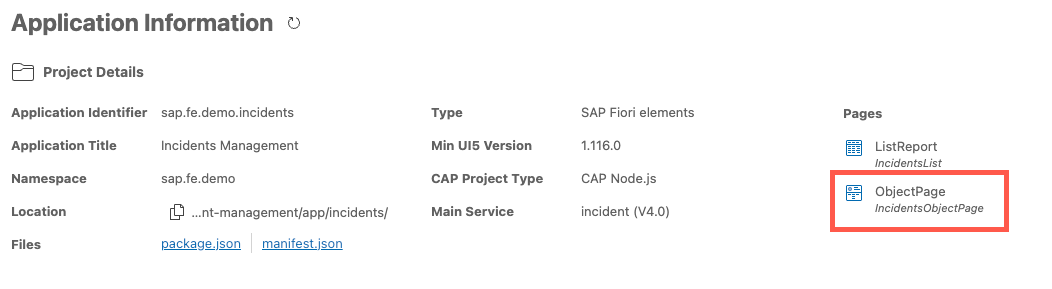 Application Information
Project Details
Application Identifier sap.fe.demo.incidents Type SAP Fiori elements Pages
Application Title Incidents Management Min UI5 Version 1.116.0 ListReport
IncidentsList
Namespace sap.fe.demo CAP Project Type CAP Node.js ObjectPage
IncidentsObjectPage
Location ...nt-management/app/incidents/ Main Service incident (V4.0)
Files package.json manifest.json